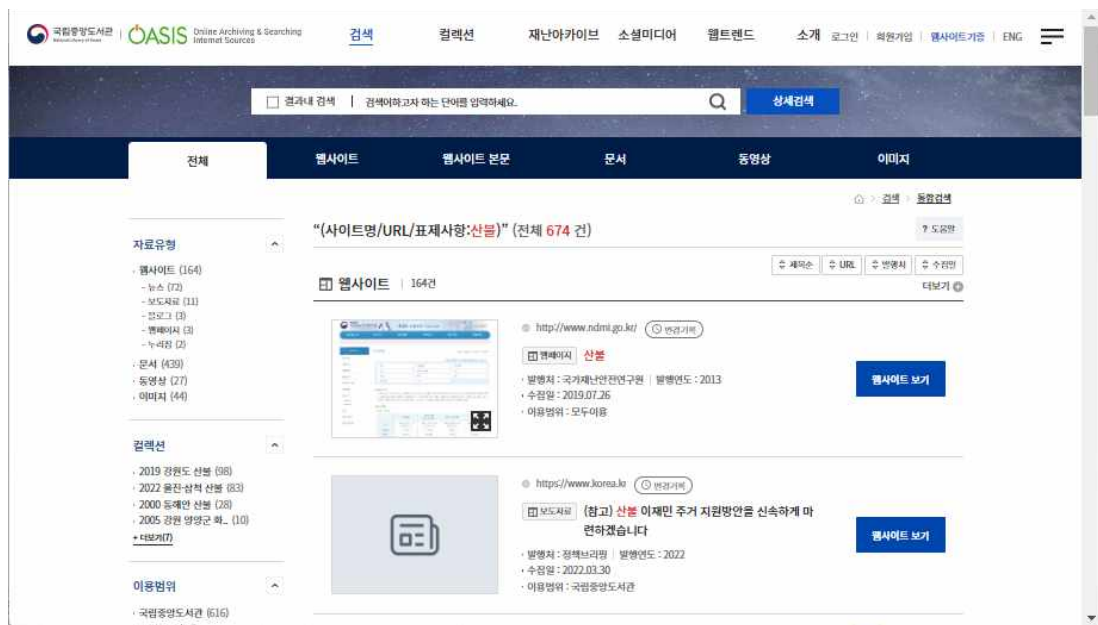 국립중앙도서관
OASIS Online Archiving & Searching Internet Sources
검색 컬렉션 재난아카이브 소셜미디어 웹트렌드 소개 로그인 회원가입 웹사이트기증 ENG
결과내 검색 검색어하고자 하는 단어를 입력하세요. 상세검색
전체 웹사이트 웹사이트 본문 문서 동영상 이미지
검색 > 통합검색
"(사이트명/URL/표제사항:산불)" (전체 674 건)
? 도움말
제목순 URL 발행처 수집일
자료유형
· 웹사이트 (164)
- 뉴스 (72)
- 보도자료 (11)
- 블로그 (3)
- 웹페이지 (3)
- 누리집 (2)
· 문서 (439)
· 동영상 (27)
· 이미지 (44)
컬렉션
· 2019 강원도 산불 (98)
· 2022 울진·삼척 산불 (83)
· 2000 동해안 산불 (28)
· 2005 강원 양양군 화... (10)
+ 더보기(7)
이용범위
· 국립중앙도서관 (616)
웹사이트 164건
더보기
http://www.ndmi.go.kr/ 변경기록
웹페이지 산불
· 발행처 : 국가재난안전연구원 발행연도 : 2013
· 수집일 : 2019.07.26
· 이용범위 : 모두이용
웹사이트 보기
https://www.korea.kr 변경기록
보도자료 (참고) 산불 이재민 주거 지원방안을 신속하게 마
련하겠습니다
· 발행처 : 정책브리핑 발행연도 : 2022
· 수집일 : 2022.03.30
· 이용범위 : 국립중앙도서관
웹사이트 보기